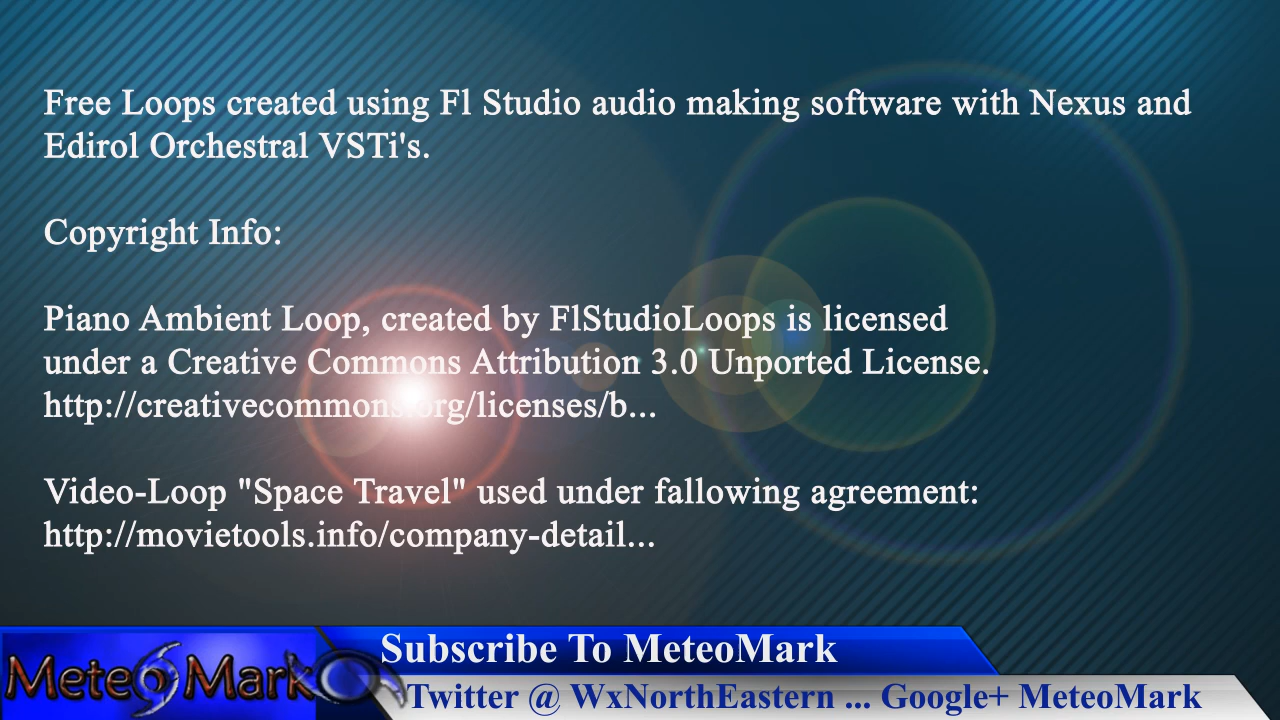 Free Loops created using Fl Studio audio making software with Nexus and
Edirol Orchestral VSTi's.
Copyright Info:
Piano Ambient Loop, created by FlStudioLoops is licensed
under a Creative Commons Attribution 3.0 Unported License.
http://creativecommons.org/licenses/b...
Video-Loop "Space Travel" used under fallowing agreement:
http://movietools.info/company-detail...
Subscribe To MeteoMark
MeteoMark
Twitter @ WxNorthEastern ... Google+ MeteoMark